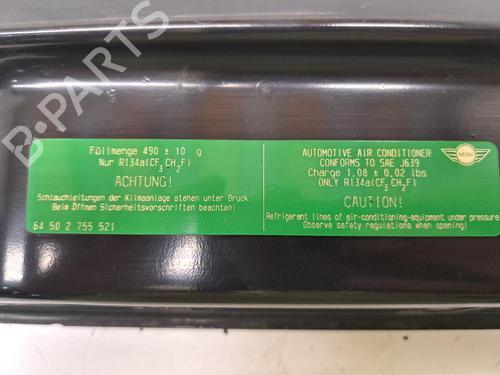 Füllmenge 490 ± 10 g
Nur R134a(CF₃CH₂F)
ACHTUNG!
Schlauchleitungen der Klimaanlage stehen unter Druck.
Beim Öffnen Sicherheitsvorschriften beachten!
64 50 2 755 521
AUTOMOTIVE AIR CONDITIONER
CONFORMS TO SAE J639
Charge 1,08 ± 0,02 lbs
ONLY R134a(CF₃CH₂F)
CAUTION!
Refrigerant lines of air-conditioning-equipment under pressure
Observe safety regulations when opening!
MINI
B-PARTS